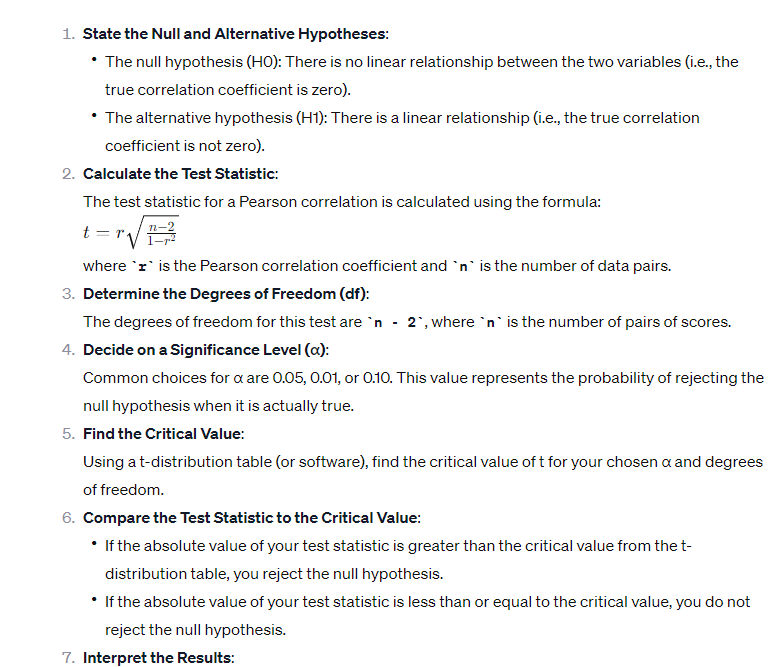 1. State the Null and Alternative Hypotheses:
• The null hypothesis (H0): There is no linear relationship between the two variables (i.e., the
true correlation coefficient is zero).
• The alternative hypothesis (H1): There is a linear relationship (i.e., the true correlation
coefficient is not zero).
2. Calculate the Test Statistic:
The test statistic for a Pearson correlation is calculated using the formula:
t = r√((n−2)/(1−r²))
where `r` is the Pearson correlation coefficient and `n` is the number of data pairs.
3. Determine the Degrees of Freedom (df):
The degrees of freedom for this test are `n - 2`, where `n` is the number of pairs of scores.
4. Decide on a Significance Level (α):
Common choices for α are 0.05, 0.01, or 0.10. This value represents the probability of rejecting the
null hypothesis when it is actually true.
5. Find the Critical Value:
Using a t-distribution table (or software), find the critical value of t for your chosen α and degrees
of freedom.
6. Compare the Test Statistic to the Critical Value:
• If the absolute value of your test statistic is greater than the critical value from the t-
distribution table, you reject the null hypothesis.
• If the absolute value of your test statistic is less than or equal to the critical value, you do not
reject the null hypothesis.
7. Interpret the Results: